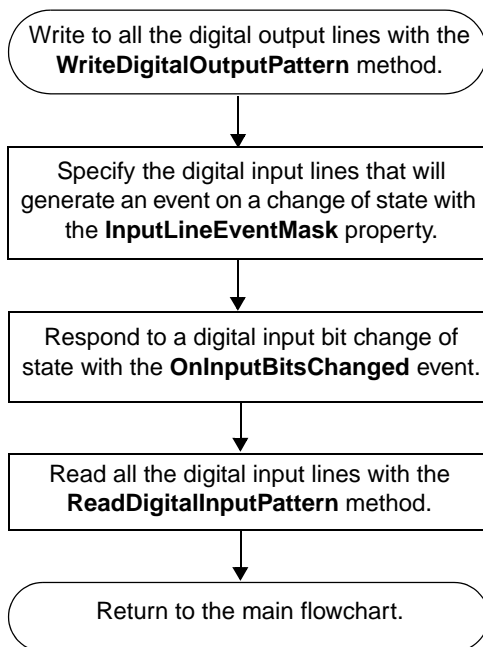 Write to all the digital output lines with the
WriteDigitalOutputPattern method.
Specify the digital input lines that will
generate an event on a change of state with
the InputLineEventMask property.
Respond to a digital input bit change of
state with the OnInputBitsChanged event.
Read all the digital input lines with the
ReadDigitalInputPattern method.
Return to the main flowchart.